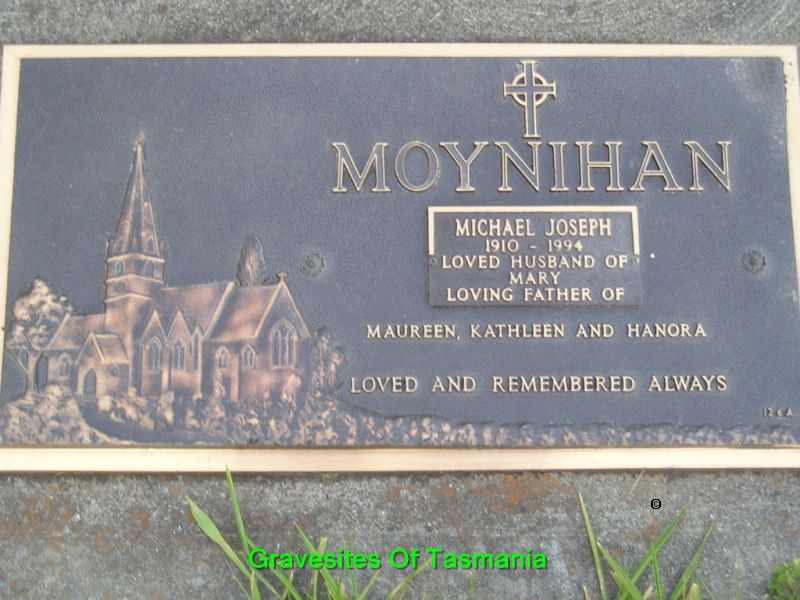 MOYNIHAN
MICHAEL JOSEPH
1910 - 1994
LOVED HUSBAND OF
MARY
LOVING FATHER OF
MAUREEN, KATHLEEN AND HANORA
LOVED AND REMEMBERED ALWAYS
126A
©
Gravesites Of Tasmania